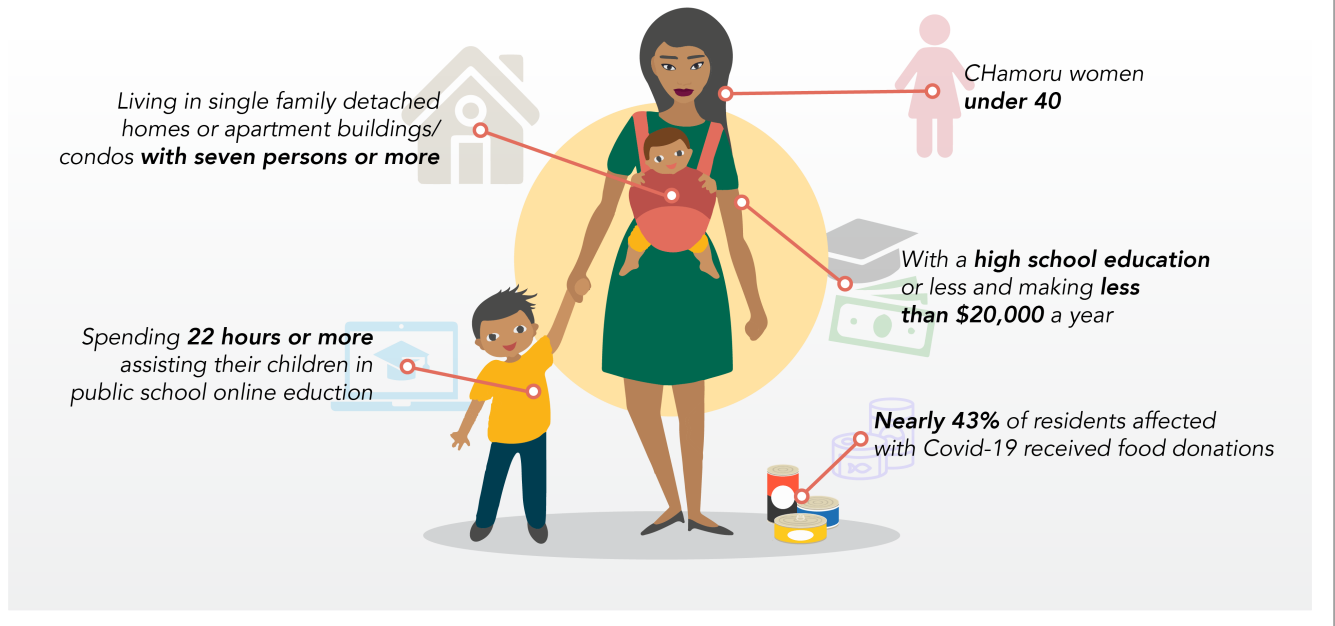 Living in single family detached
homes or apartment buildings/
condos with seven persons or more
CHamoru women
under 40
With a high school education
or less and making less
than $20,000 a year
Spending 22 hours or more
assisting their children in
public school online eduction
Nearly 43% of residents affected
with Covid-19 received food donations